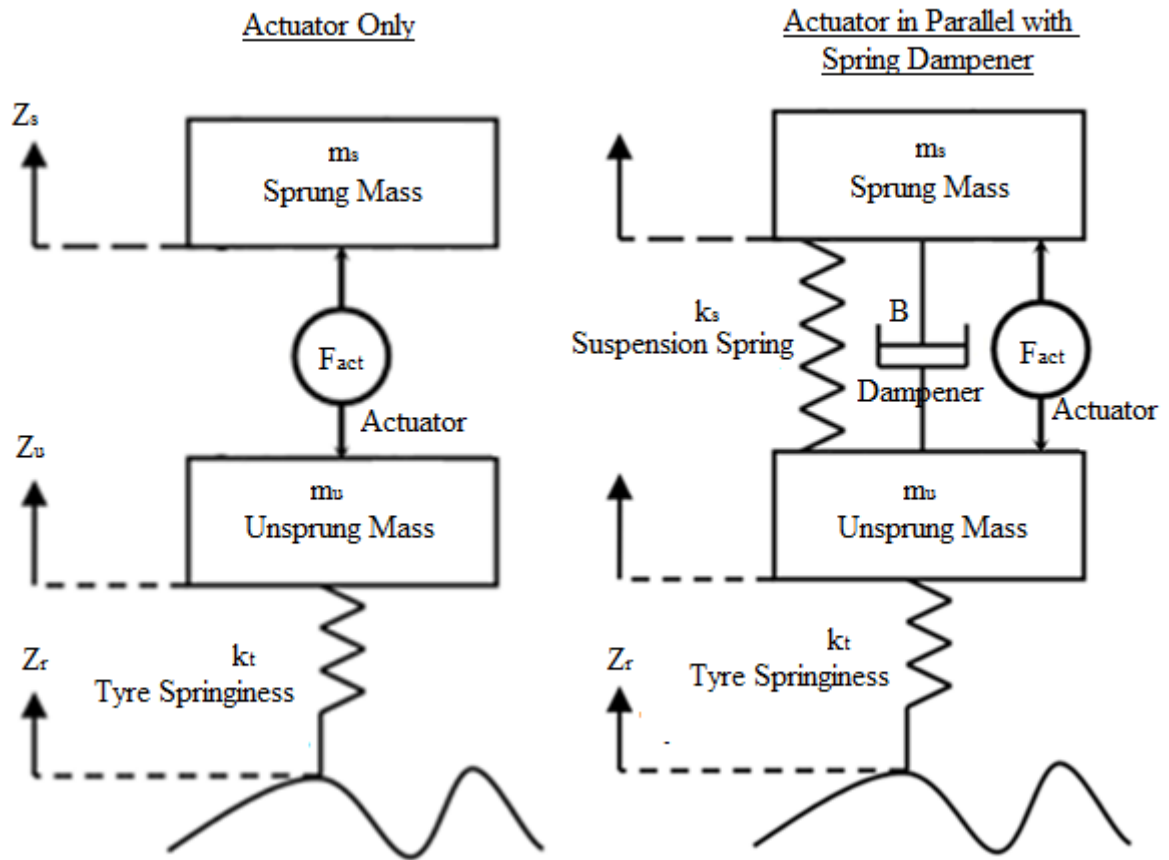 Actuator Only
Zs
ms
Sprung Mass
Fact
Actuator
Zu
mu
Unsprung Mass
Zr
kt
Tyre Springiness
Actuator in Parallel with
Spring Dampener
ms
Sprung Mass
ks
Suspension Spring
B
Dampener
Fact
Actuator
mu
Unsprung Mass
Zr
kt
Tyre Springiness